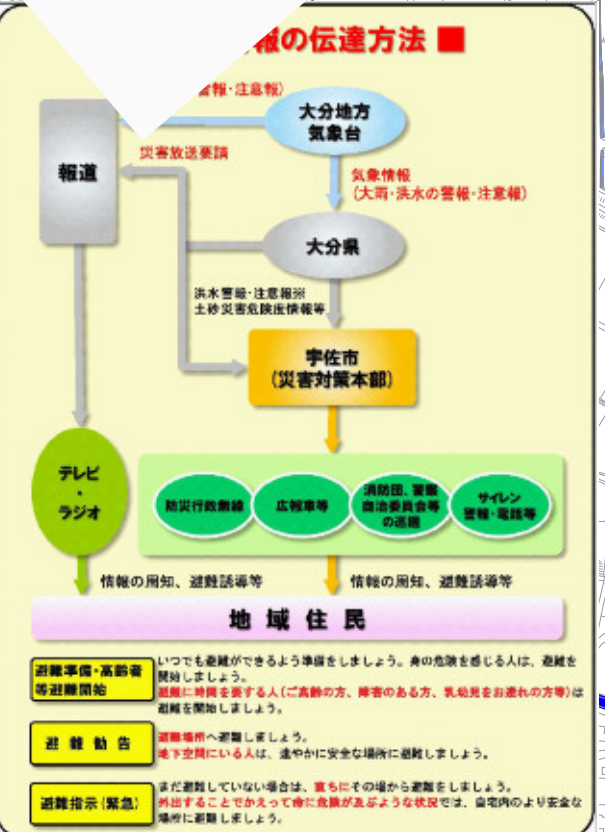 報の伝達方法 ■
警報・注意報)
大分地方
気象台
報道
災害放送要請
気象情報
(大雨・洪水の警報・注意報)
大分県
洪水警報・注意報※
土砂災害危険度情報等
宇佐市
(災害対策本部)
テレビ
・
ラジオ
防災行政無線
広報車等
消防団、警察
自治委員会等
の巡回
サイレン
警報・電話等
情報の周知、避難誘導等
情報の周知、避難誘導等
地域住民
避難準備・高齢者
等避難開始
いつでも避難ができるよう準備をしましょう。身の危険を感じる人は、避難を
開始しましょう。
避難に時間を要する人(ご高齢の方、障害のある方、乳幼児をお連れの方等)は
避難を開始しましょう。
避難勧告
避難場所へ避難しましょう。
地下空間にいる人は、速やかに安全な場所に避難しましょう。
避難指示(緊急)
まだ避難していない場合は、直ちにその場から避難をしましょう。
外出することでかえって命に危険が及ぶような状況では、自宅内のより安全な
場所に避難しましょう。